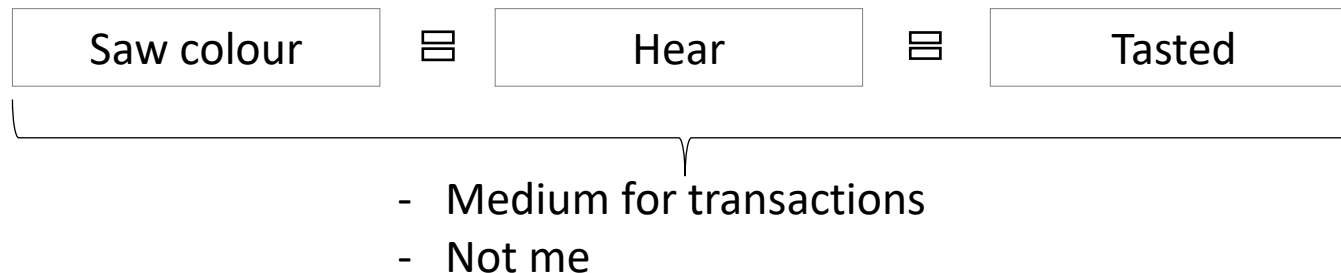 Saw colour = Hear = Tasted
- Medium for transactions
- Not me